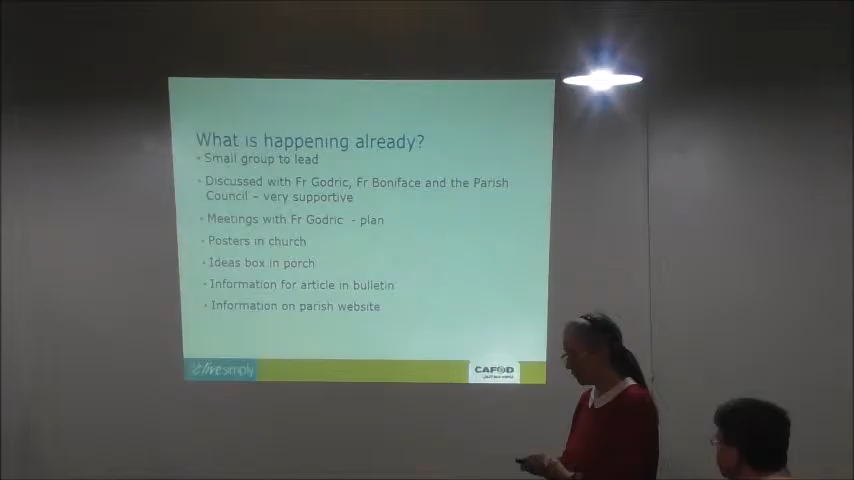 What is happening already?
- Small group to lead
- Discussed with Fr Godric, Fr Boniface and the Parish
Council – very supportive
- Meetings with Fr Godric - plan
- Posters in church
- Ideas box in porch
- Information for article in bulletin
- Information on parish website
livesimply
CAFOD